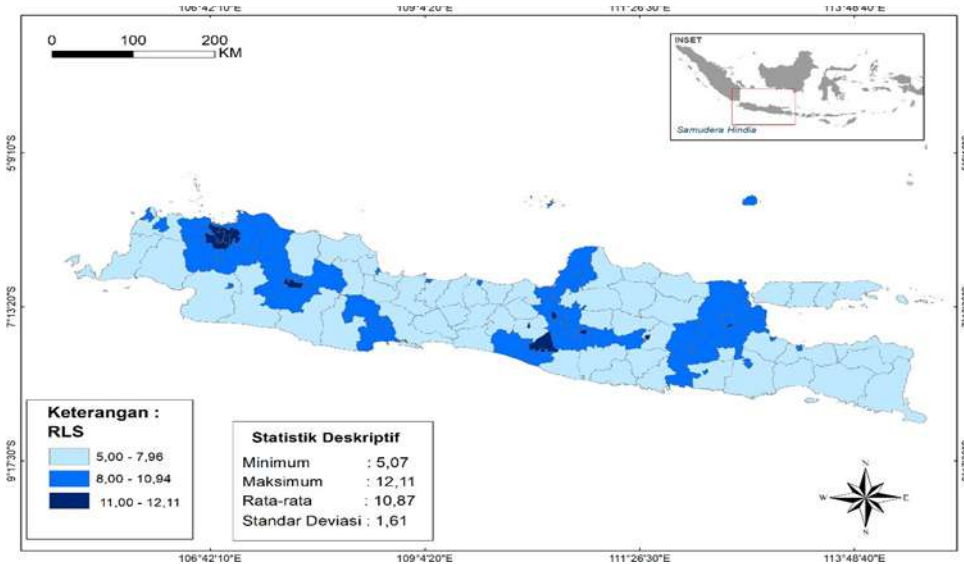 106°42'10"E 109°4'20"E 111°26'30"E 113°48'40"E
0 100 200
KM
INSET
Samudera Hindia
5°9'10"S
7°13'20"S
9°17'30"S
Keterangan :
RLS
5,00 - 7,96
8,00 - 10,94
11,00 - 12,11
Statistik Deskriptif
Minimum : 5,07
Maksimum : 12,11
Rata-rata : 10,87
Standar Deviasi : 1,61
N
W E
N
106°42'10"E 109°4'20"E 111°26'30"E 113°48'40"E